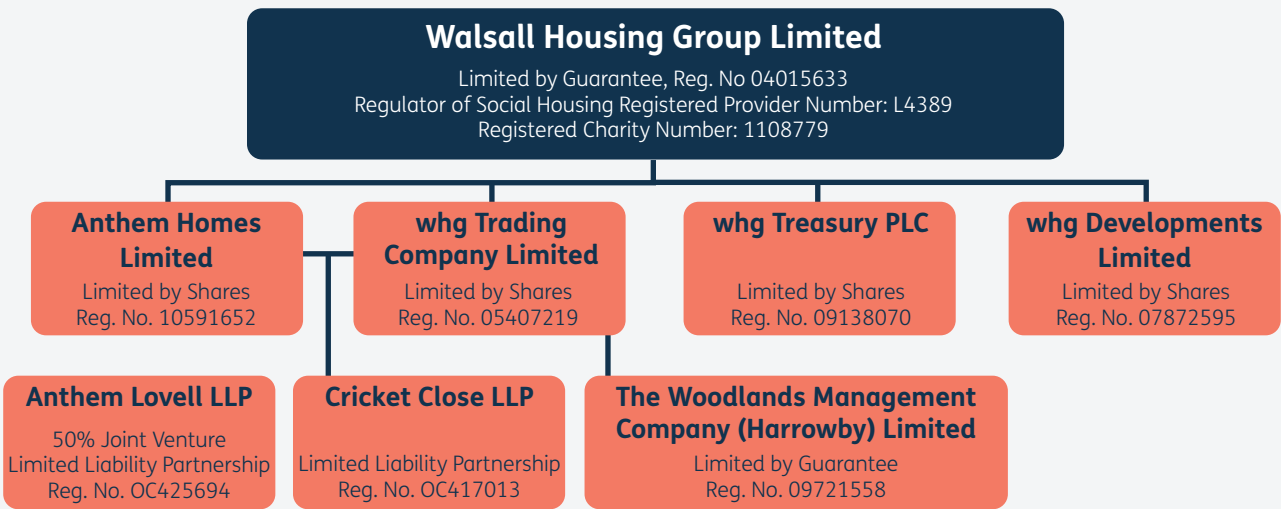 Walsall Housing Group Limited
Limited by Guarantee, Reg. No 04015633
Regulator of Social Housing Registered Provider Number: L4389
Registered Charity Number: 1108779
Anthem Homes
Limited
Limited by Shares
Reg. No. 10591652
whg Trading
Company Limited
Limited by Shares
Reg. No. 05407219
whg Treasury PLC
Limited by Shares
Reg. No. 09138070
whg Developments
Limited
Limited by Shares
Reg. No. 07872595
Anthem Lovell LLP
50% Joint Venture
Limited Liability Partnership
Reg. No. OC425694
Cricket Close LLP
Limited Liability Partnership
Reg. No. OC417013
The Woodlands Management
Company (Harrowby) Limited
Limited by Guarantee
Reg. No. 09721558